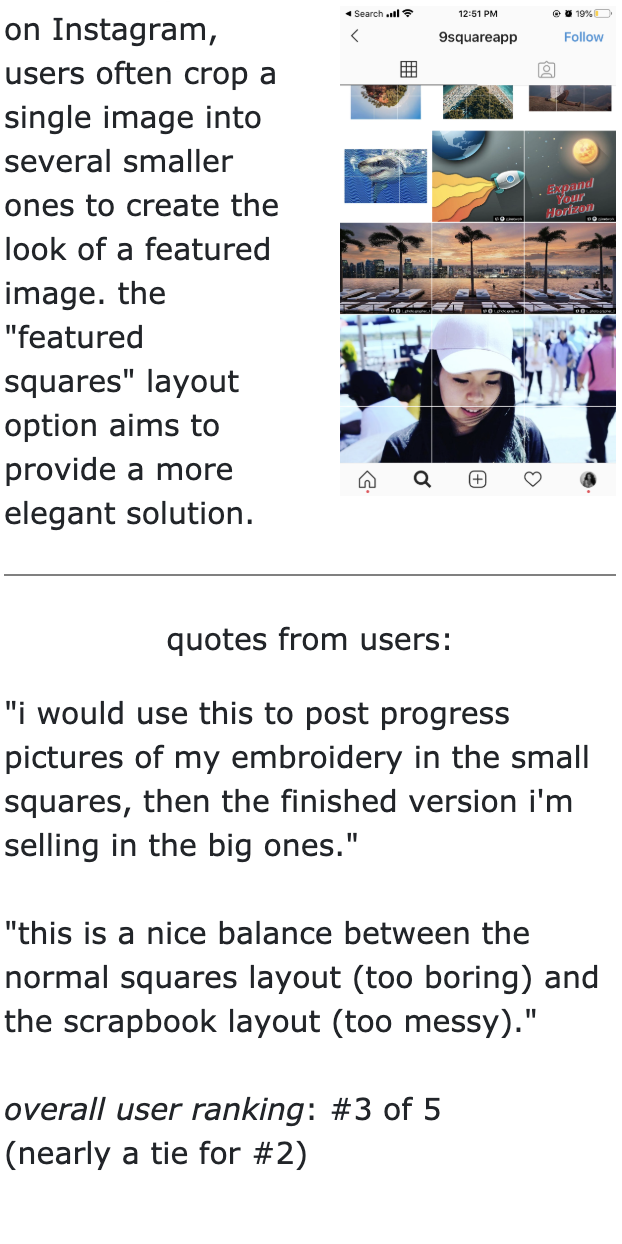 on Instagram,
users often crop a
single image into
several smaller
ones to create the
look of a featured
image. the
"featured
squares" layout
option aims to
provide a more
elegant solution.
Search
12:51 PM
19%
9squareapp
Follow
Expand
Your
Horizon
quotes from users:
"i would use this to post progress
pictures of my embroidery in the small
squares, then the finished version i'm
selling in the big ones."
"this is a nice balance between the
normal squares layout (too boring) and
the scrapbook layout (too messy)."
overall user ranking: #3 of 5
(nearly a tie for #2)